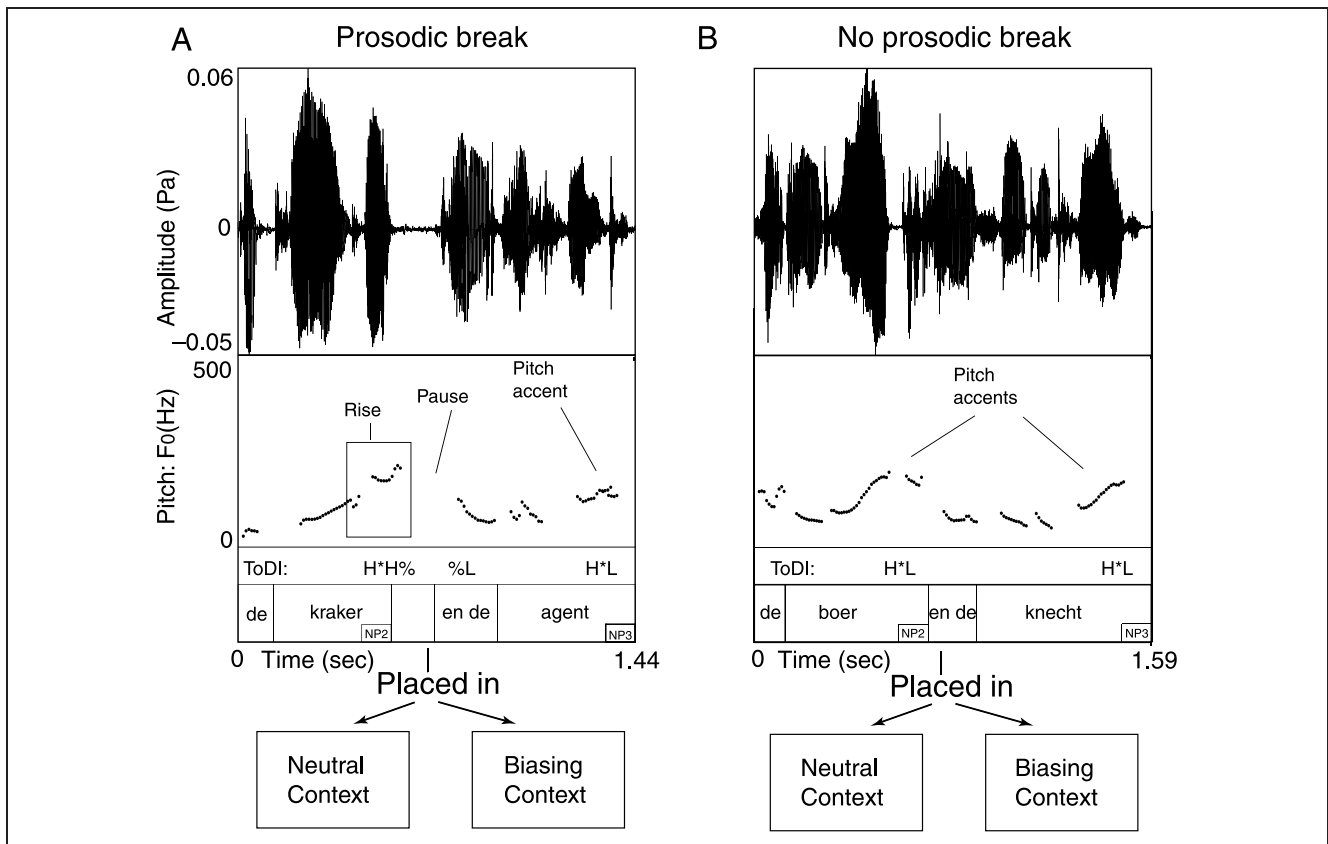 A Prosodic break
0.06
Amplitude (Pa)
0
−0.05
500
Pitch: F0(Hz)
0
Rise
Pause
Pitch
accent
ToDI: H*H% %L H*L
de kraker en de agent
NP2 NP3
0 Time (sec) 1.44
Placed in
Neutral
Context
Biasing
Context
B No prosodic break
Pitch
accents
ToDI: H*L H*L
de boer en de knecht
NP2 NP3
0 Time (sec) 1.59
Placed in
Neutral
Context
Biasing
Context